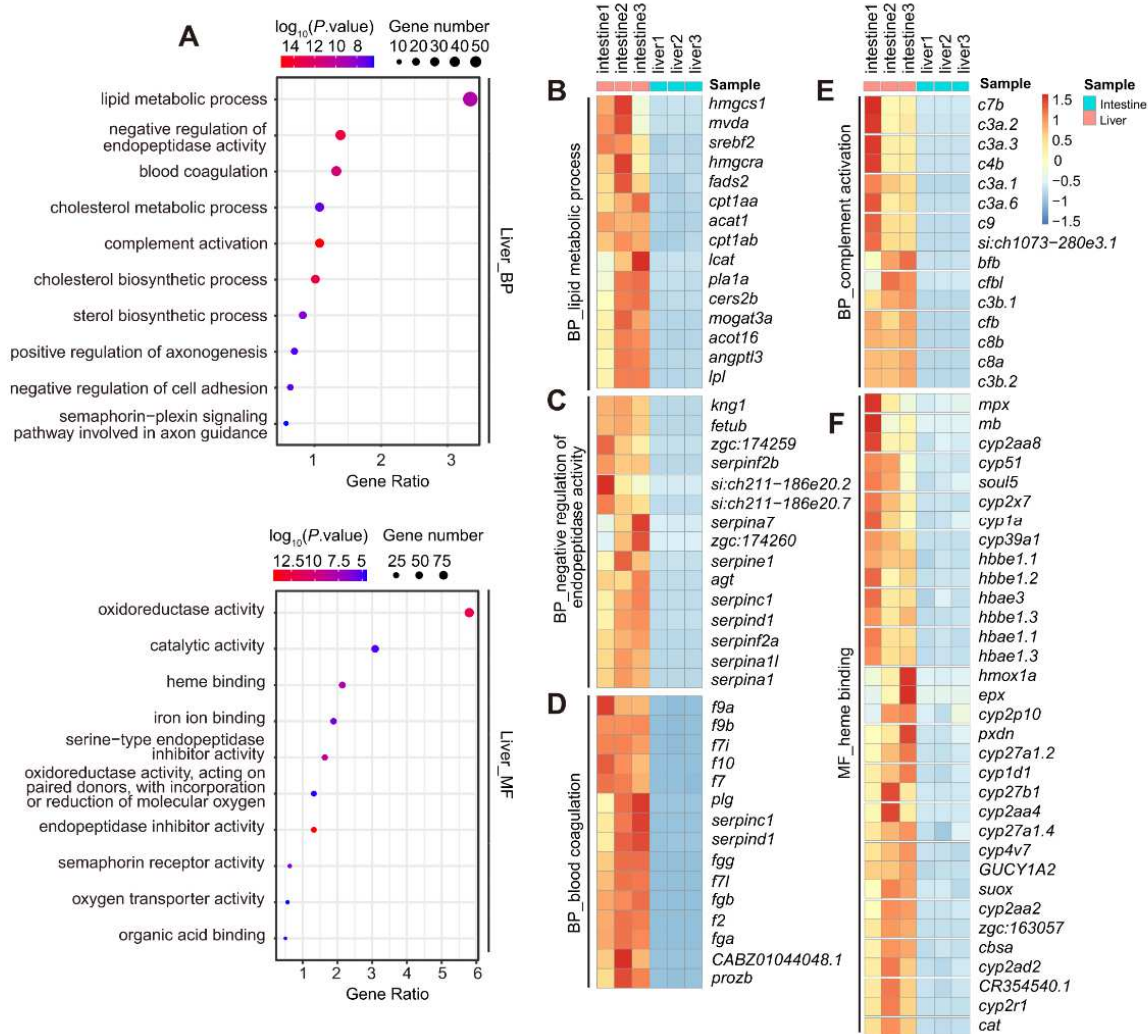 A
log10(P.value)
Gene number
14 12 10 8
10 20 30 40 50
lipid metabolic process
negative regulation of
endopeptidase activity
blood coagulation
cholesterol metabolic process
complement activation
cholesterol biosynthetic process
sterol biosynthetic process
positive regulation of axonogenesis
negative regulation of cell adhesion
semaphorin−plexin signaling
pathway involved in axon guidance
1 2 3
Gene Ratio
Liver_BP
log10(P.value)
Gene number
12.5 10 7.5 5
25 50 75
oxidoreductase activity
catalytic activity
heme binding
iron ion binding
serine-type endopeptidase
inhibitor activity
oxidoreductase activity, acting on
paired donors, with incorporation
or reduction of molecular oxygen
endopeptidase inhibitor activity
semaphorin receptor activity
oxygen transporter activity
organic acid binding
1 2 3 4 5 6
Gene Ratio
Liver_MF
intestine1
intestine2
intestine3
liver1
liver2
liver3
Sample
B
BP_lipid metabolic process
hmgcs1
mvda
srebf2
hmgcra
fads2
cpt1aa
acat1
cpt1ab
lcat
pla1a
cers2b
mogat3a
acot16
angptl3
lpl
C
BP_negative regulation of
endopeptidase activity
kng1
fetub
zgc:174259
serpinf2b
si:ch211−186e20.2
si:ch211−186e20.7
serpina7
zgc:174260
serpine1
agt
serpinc1
serpind1
serpinf2a
serpina1l
serpina1
D
BP_blood coagulation
f9a
f9b
f7i
f10
f7
plg
serpinc1
serpind1
fgg
f7l
fgb
f2
fga
CABZ01044048.1
prozb
intestine1
intestine2
intestine3
liver1
liver2
liver3
Sample
Sample
Intestine
Liver
1.5
1
0.5
0
−0.5
−1
−1.5
E
BP_complement activation
c7b
c3a.2
c3a.3
c4b
c3a.1
c3a.6
c9
si:ch1073−280e3.1
bfb
cfbl
c3b.1
cfb
c8b
c8a
c3b.2
F
MF_heme binding
mpx
mb
cyp2aa8
cyp51
soul5
cyp2x7
cyp1a
cyp39a1
hbbe1.1
hbbe1.2
hbae3
hbbe1.3
hbae1.1
hbae1.3
hmox1a
epx
cyp2p10
pxdn
cyp27a1.2
cyp1d1
cyp27b1
cyp2aa4
cyp27a1.4
cyp4v7
GUCY1A2
suox
cyp2aa2
zgc:163057
cbsa
cyp2ad2
CR354540.1
cyp2r1
cat